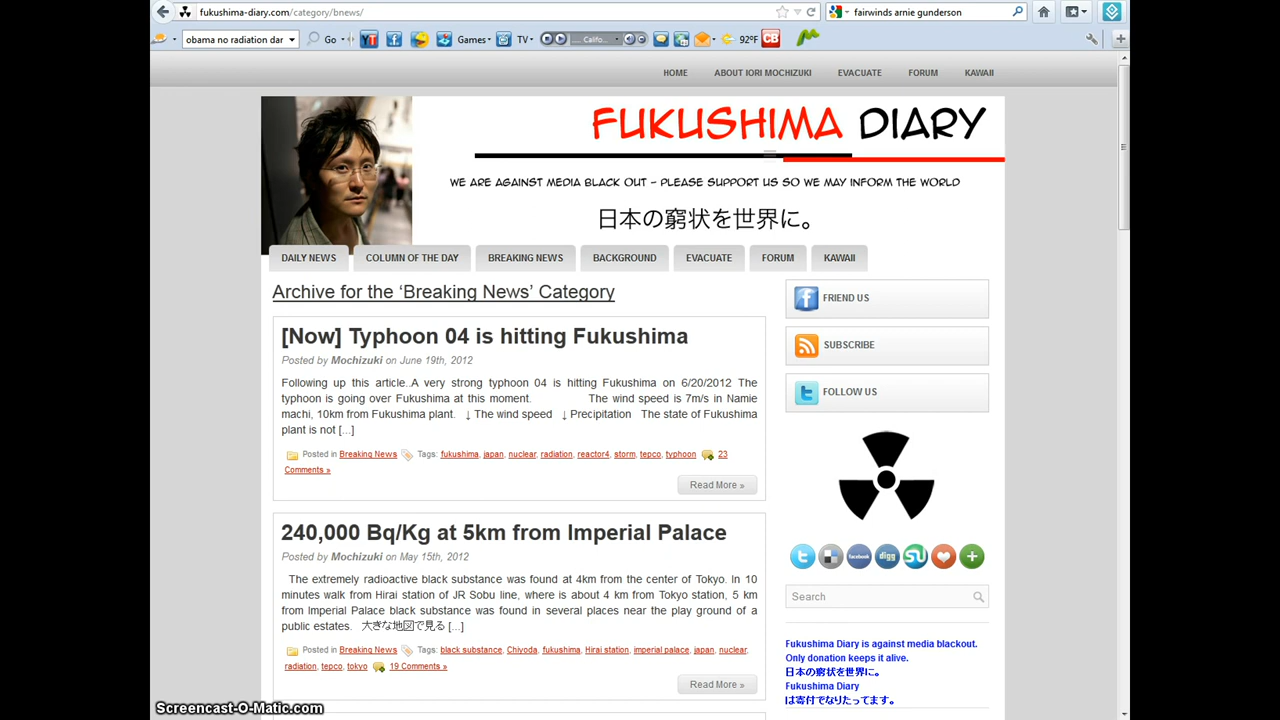 fukushima-diary.com/category/bnews/
fairwinds arnie gunderson
obama no radiation dar
Go
Games
TV
.... Califo...
92°F
CB
HOME ABOUT IORI MOCHIZUKI EVACUATE FORUM KAWAII
FUKUSHIMA DIARY
WE ARE AGAINST MEDIA BLACK OUT - PLEASE SUPPORT US SO WE MAY INFORM THE WORLD
日本の窮状を世界に。
DAILY NEWS COLUMN OF THE DAY BREAKING NEWS BACKGROUND EVACUATE FORUM KAWAII
Archive for the ‘Breaking News’ Category
[Now] Typhoon 04 is hitting Fukushima
Posted by Mochizuki on June 19th, 2012
Following up this article..A very strong typhoon 04 is hitting Fukushima on 6/20/2012 The
typhoon is going over Fukushima at this moment. The wind speed is 7m/s in Namie
machi, 10km from Fukushima plant. ↓ The wind speed ↓ Precipitation The state of Fukushima
plant is not [...]
Posted in Breaking News Tags: fukushima, japan, nuclear, radiation, reactor4, storm, tepco, typhoon 23
Comments »
Read More »
240,000 Bq/Kg at 5km from Imperial Palace
Posted by Mochizuki on May 15th, 2012
The extremely radioactive black substance was found at 4km from the center of Tokyo. In 10
minutes walk from Hirai station of JR Sobu line, where is about 4 km from Tokyo station, 5 km
from Imperial Palace black substance was found in several places near the play ground of a
public estates. 大きな地図で見る [...]
Posted in Breaking News Tags: black substance, Chiyoda, fukushima, Hirai station, imperial palace, japan, nuclear,
radiation, tepco, tokyo 19 Comments »
Read More »
FRIEND US
SUBSCRIBE
FOLLOW US
facebook
digg
Search
Fukushima Diary is against media blackout.
Only donation keeps it alive.
日本の窮状を世界に。
Fukushima Diary
は寄付でなりたってます。
Screencast-O-Matic.com